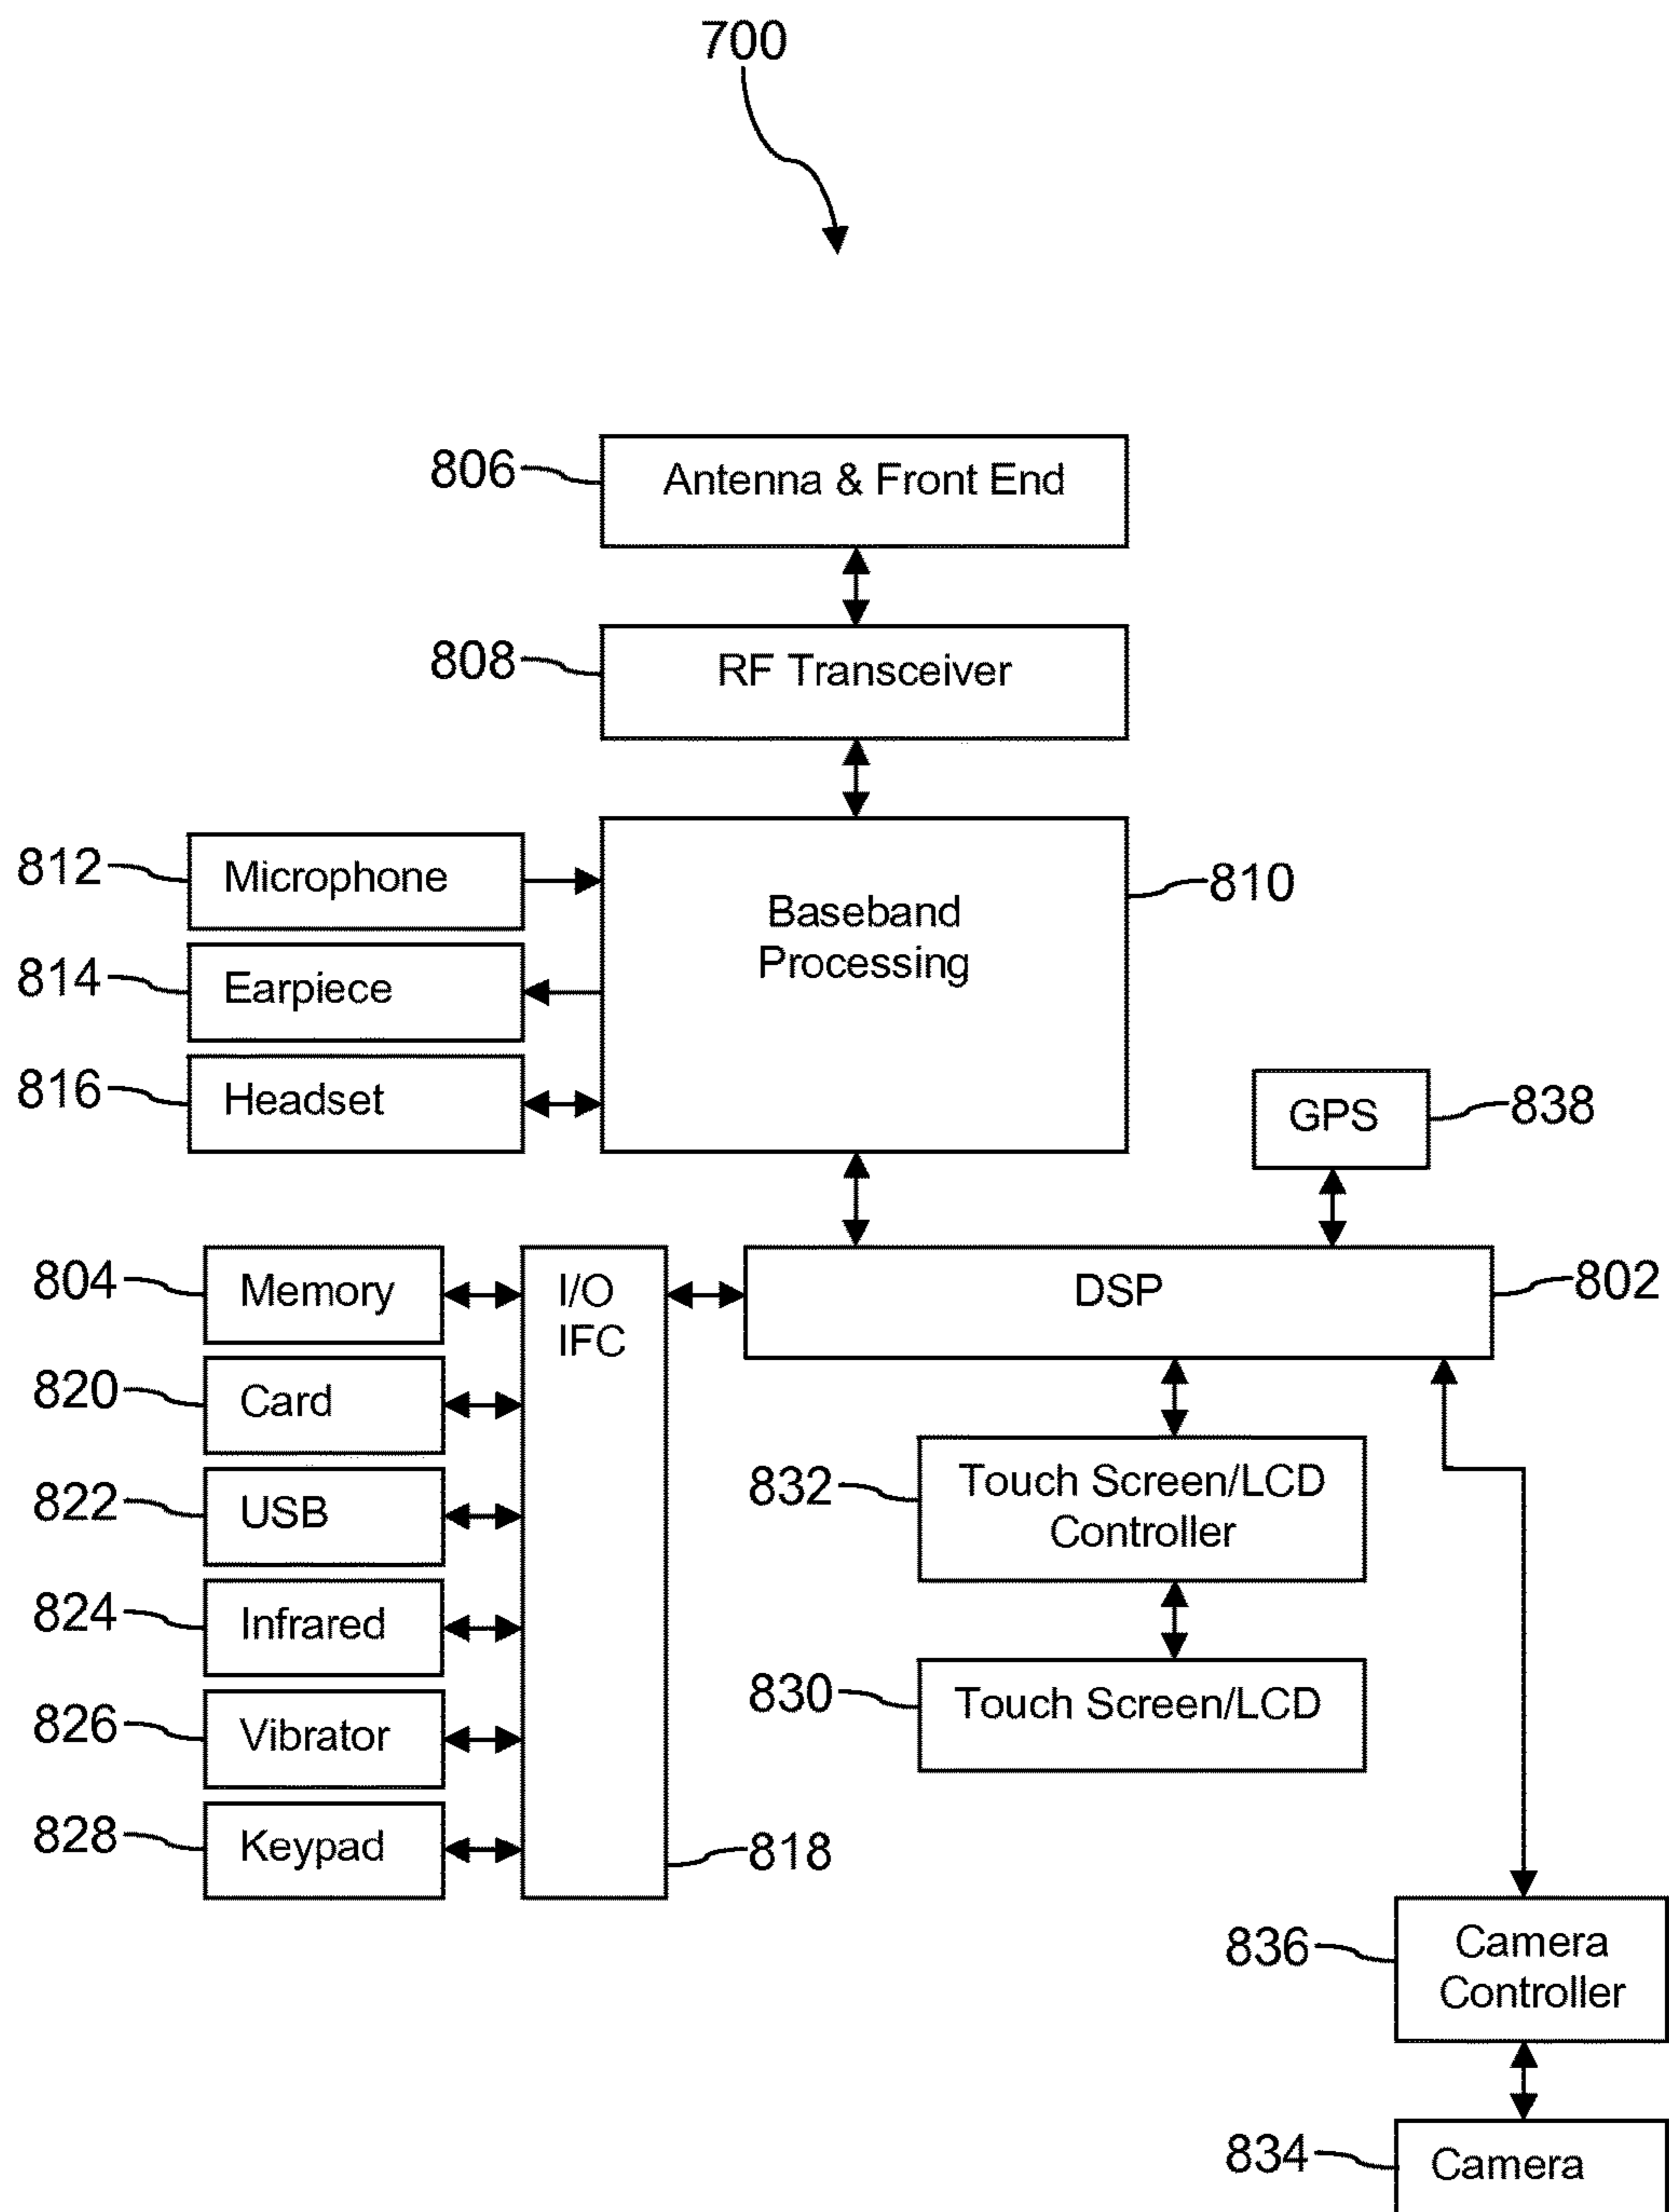 700
806
Antenna & Front End
808
RF Transceiver
812
Microphone
Baseband
Processing
810
814
Earpiece
816
Headset
GPS
838
804
Memory
I/O
IFC
DSP
802
820
Card
822
USB
832
Touch Screen/LCD
Controller
824
Infrared
826
Vibrator
830
Touch Screen/LCD
828
Keypad
818
836
Camera
Controller
834
Camera